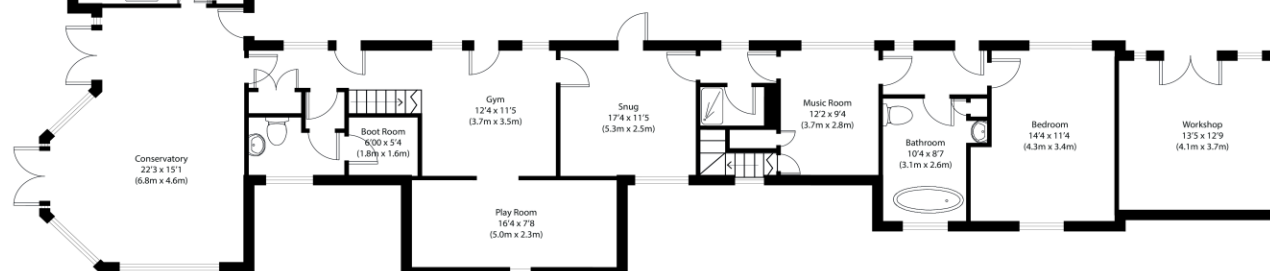 Gym
12'4 x 11'5
(3.7m x 3.5m)
Snug
17'4 x 11'5
(5.3m x 2.5m)
Music Room
12'2 x 9'4
(3.7m x 2.8m)
Boot Room
6'00 x 5'4
(1.8m x 1.6m)
Bedroom
14'4 x 11'4
(4.3m x 3.4m)
Workshop
13'5 x 12'9
(4.1m x 3.7m)
Bathroom
10'4 x 8'7
(3.1m x 2.6m)
Conservatory
22'3 x 15'1
(6.8m x 4.6m)
Play Room
16'4 x 7'8
(5.0m x 2.3m)